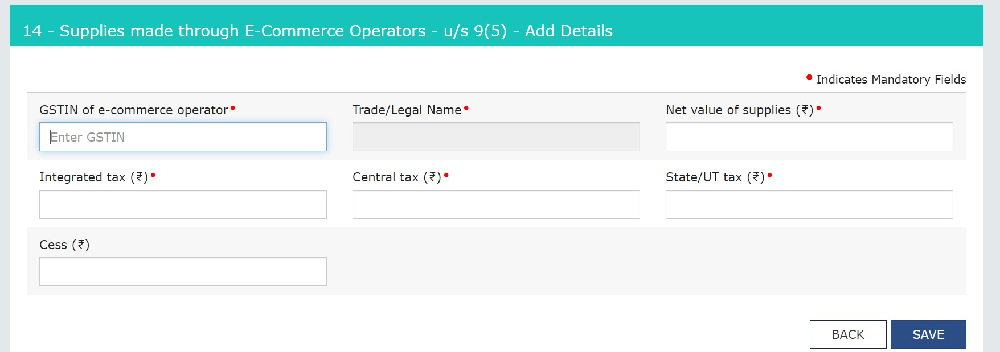 14 - Supplies made through E-Commerce Operators - u/s 9(5) - Add Details
• Indicates Mandatory Fields
GSTIN of e-commerce operator• Trade/Legal Name• Net value of supplies (₹)•
Enter GSTIN
Integrated tax (₹)• Central tax (₹)• State/UT tax (₹)•
Cess (₹)
BACK SAVE